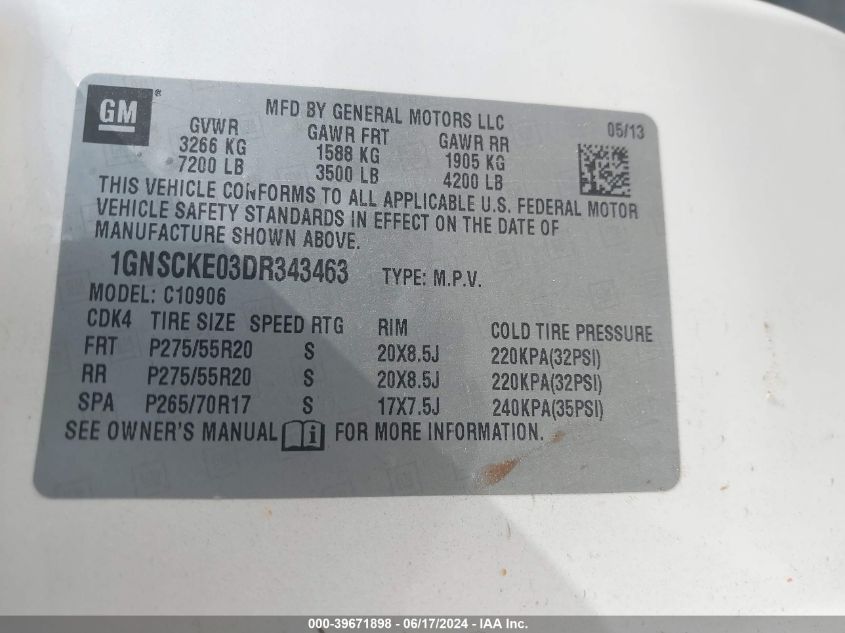 GM ®
MFD BY GENERAL MOTORS LLC 05/13
GVWR GAWR FRT GAWR RR
3266 KG 1588 KG 1905 KG
7200 LB 3500 LB 4200 LB
THIS VEHICLE CONFORMS TO ALL APPLICABLE U.S. FEDERAL MOTOR
VEHICLE SAFETY STANDARDS IN EFFECT ON THE DATE OF
MANUFACTURE SHOWN ABOVE.
1GNSCKE03DR343463 TYPE: M.P.V.
MODEL: C10906
CDK4 TIRE SIZE SPEED RTG RIM COLD TIRE PRESSURE
FRT P275/55R20 S 20X8.5J 220KPA(32PSI)
RR P275/55R20 S 20X8.5J 220KPA(32PSI)
SPA P265/70R17 S 17X7.5J 240KPA(35PSI)
SEE OWNER'S MANUAL i FOR MORE INFORMATION.
000-39671898 - 06/17/2024 - IAA Inc.